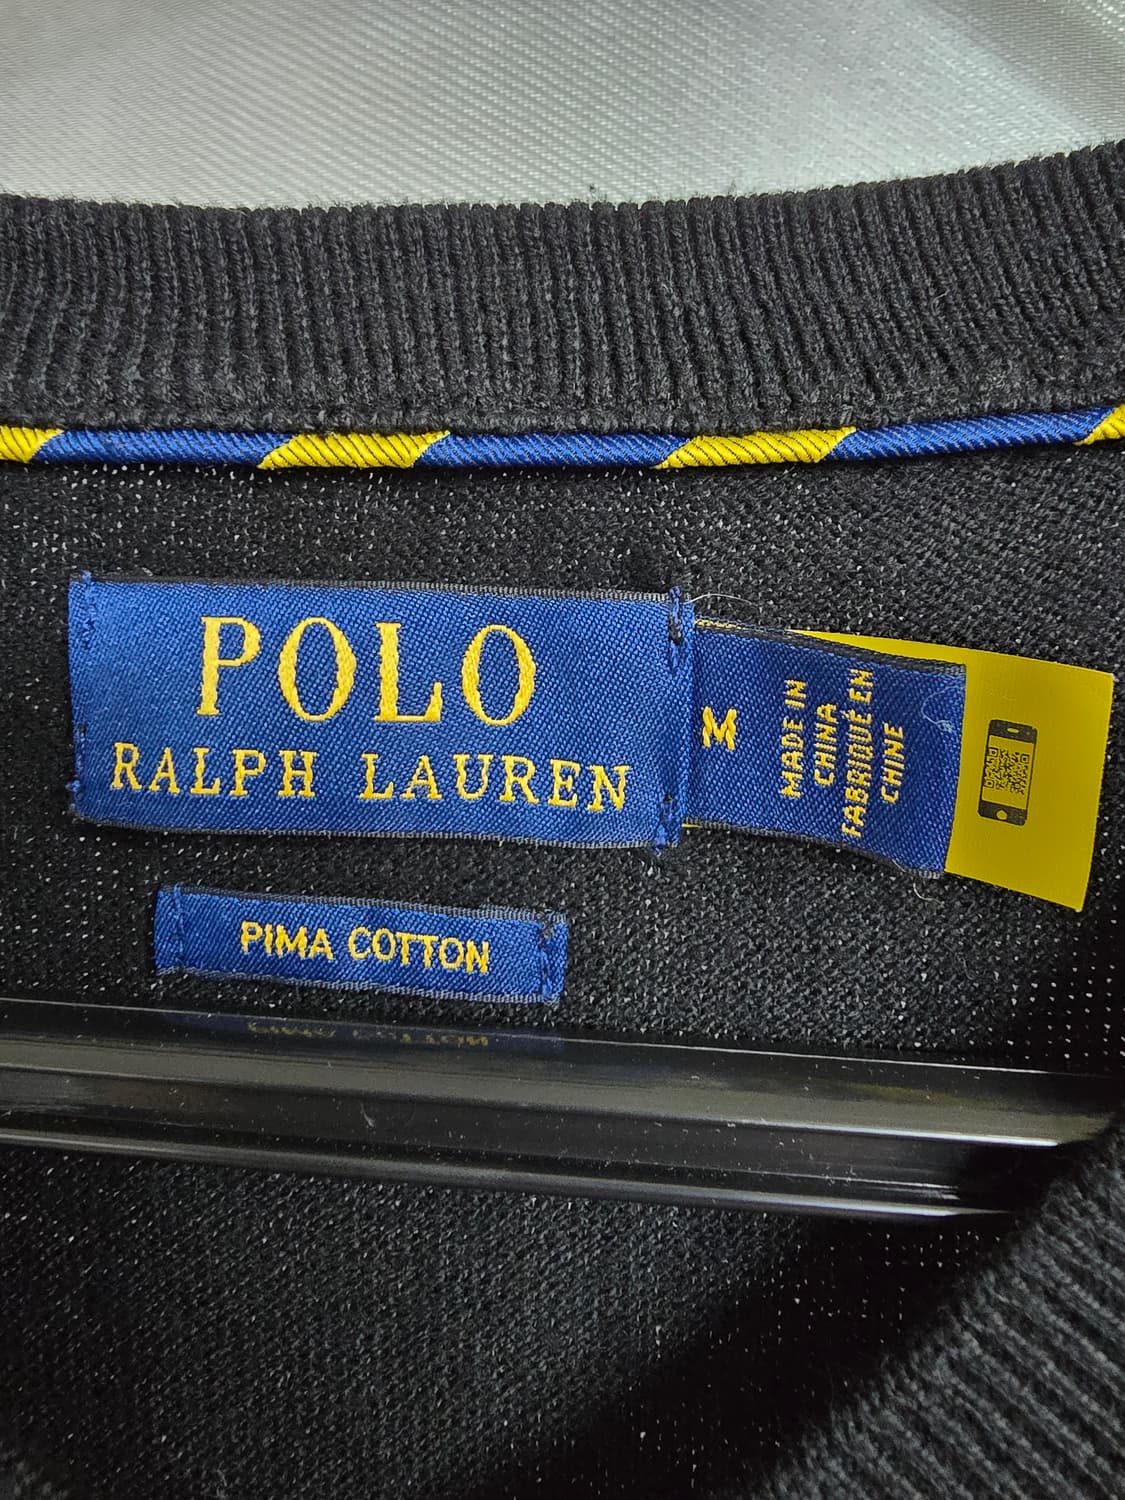 POLO
RALPH LAUREN
M
MADE IN
CHINA
FABRIQUÉ EN
CHINE
PIMA COTTON